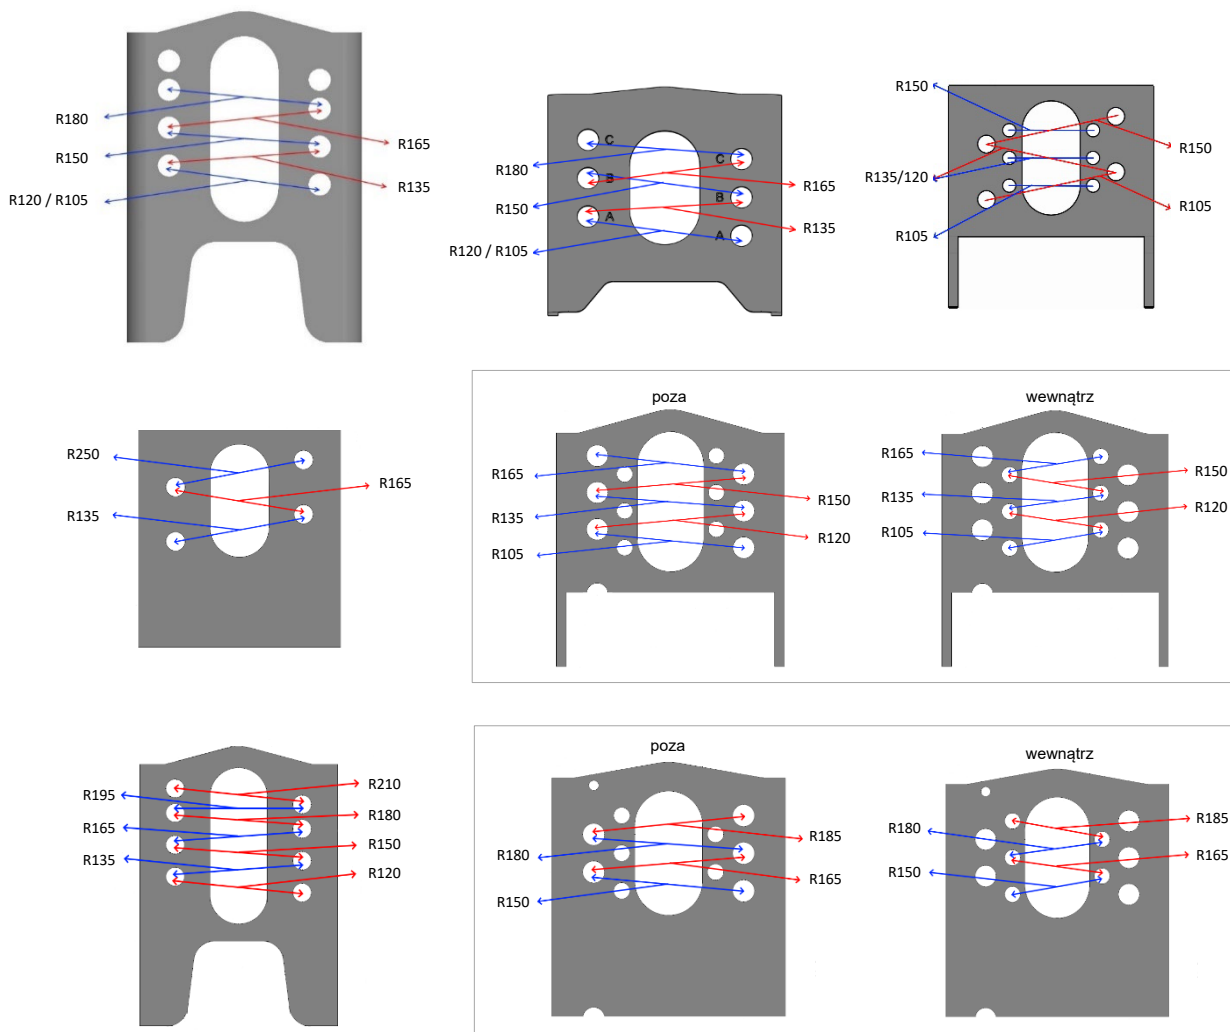 R180
R150
R120 / R105
R165
R135
C
C
B
B
A
A
R180
R150
R120 / R105
R165
R135
R150
R135/120
R105
R150
R105
R250
R135
R165
poza
R165
R135
R105
R150
R120
wewnątrz
R165
R135
R105
R150
R120
R195
R165
R135
R210
R180
R150
R120
poza
R180
R150
R185
R165
wewnątrz
R180
R150
R185
R165